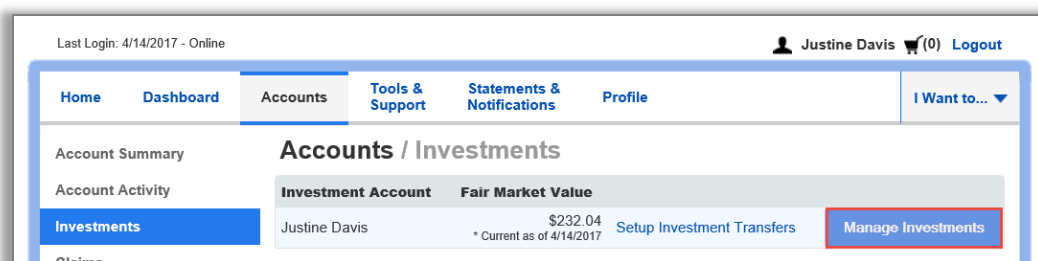 Last Login: 4/14/2017 - Online
Justine Davis (0) Logout
Home Dashboard Accounts Tools & Support Statements & Notifications Profile I Want to...
Account Summary
Account Activity
Investments
Claims
Accounts / Investments
Investment Account Fair Market Value
Justine Davis $232.04 Setup Investment Transfers Manage Investments
* Current as of 4/14/2017